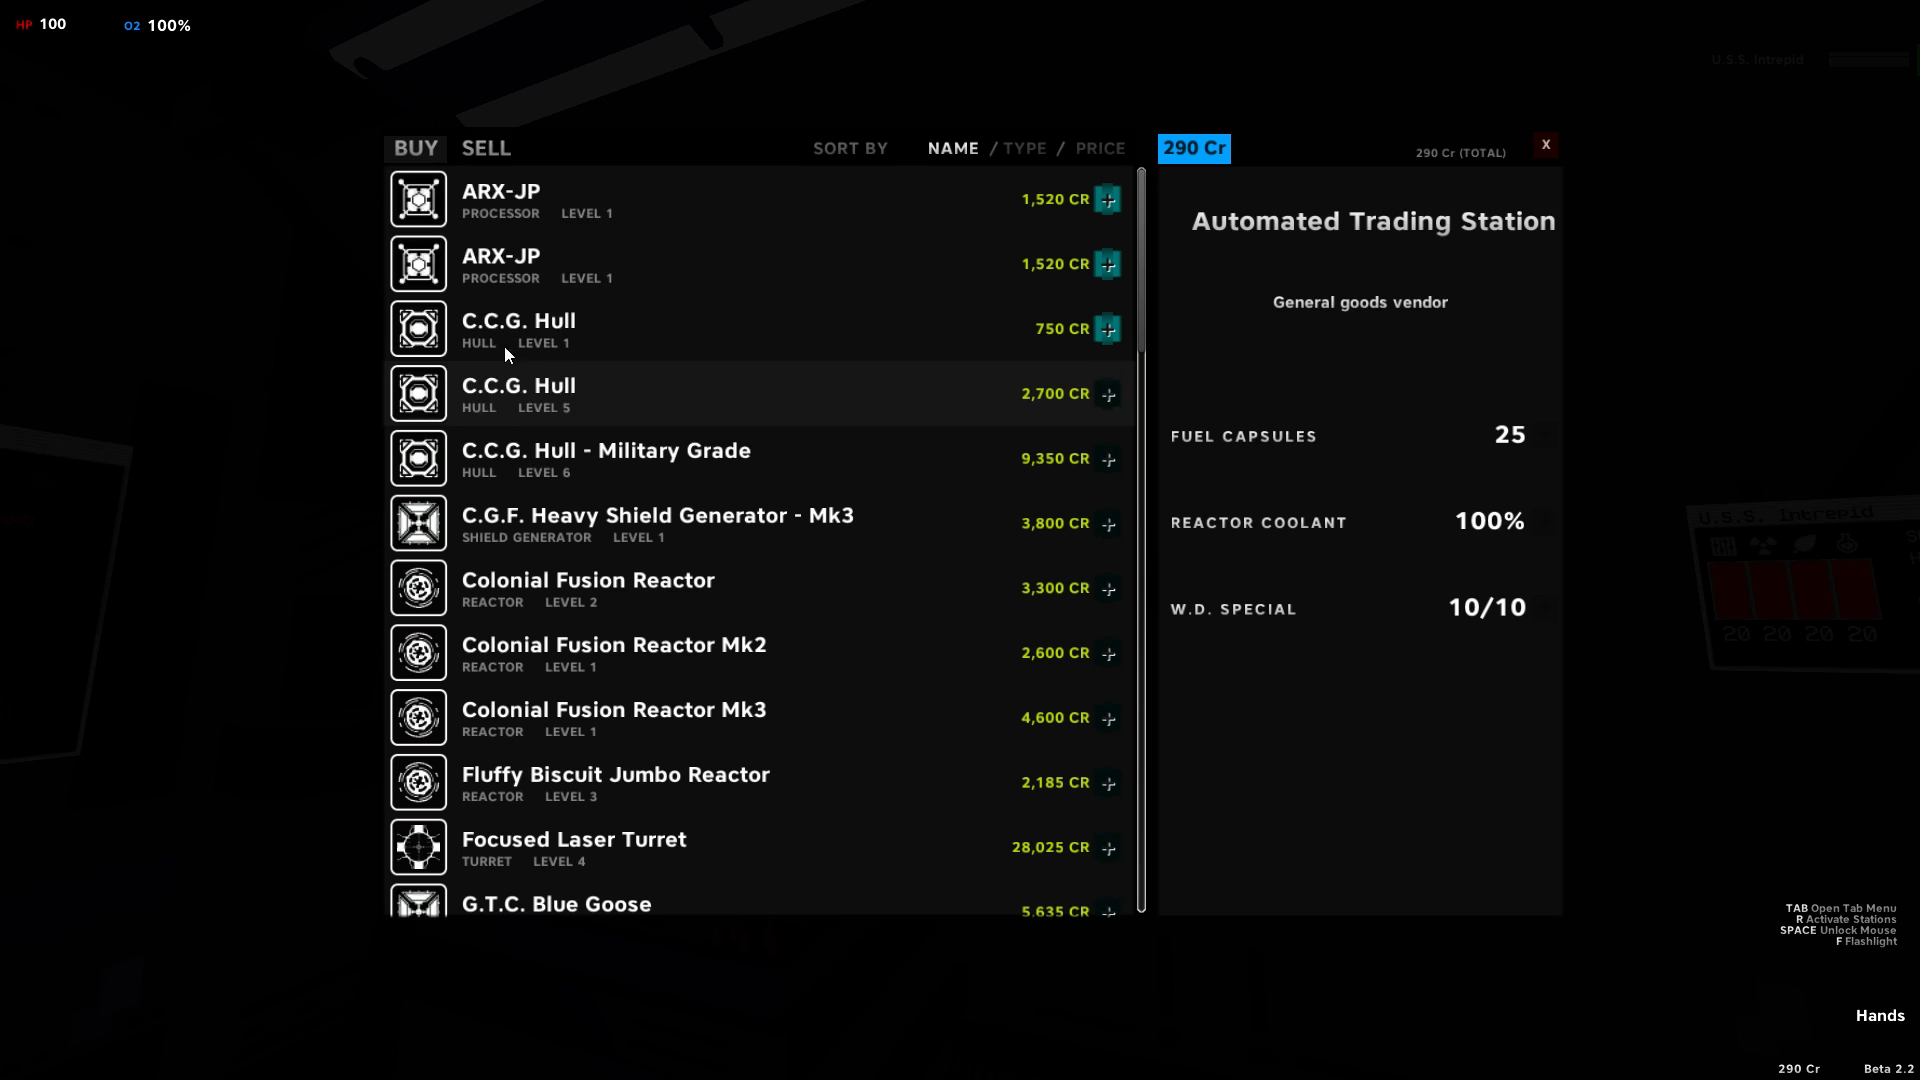 HP 100
O2 100%
U.S.S. Intrepid
BUY SELL SORT BY NAME / TYPE / PRICE
290 Cr
290 Cr (TOTAL)
X
ARX-JP
PROCESSOR LEVEL 1
1,520 CR +
ARX-JP
PROCESSOR LEVEL 1
1,520 CR +
C.C.G. Hull
HULL LEVEL 1
750 CR +
C.C.G. Hull
HULL LEVEL 5
2,700 CR +
C.C.G. Hull - Military Grade
HULL LEVEL 6
9,350 CR +
C.G.F. Heavy Shield Generator - Mk3
SHIELD GENERATOR LEVEL 1
3,800 CR +
Colonial Fusion Reactor
REACTOR LEVEL 2
3,300 CR +
Colonial Fusion Reactor Mk2
REACTOR LEVEL 1
2,600 CR +
Colonial Fusion Reactor Mk3
REACTOR LEVEL 1
4,600 CR +
Fluffy Biscuit Jumbo Reactor
REACTOR LEVEL 3
2,185 CR +
Focused Laser Turret
TURRET LEVEL 4
28,025 CR +
G.T.C. Blue Goose
5,635 CR +
Automated Trading Station
General goods vendor
FUEL CAPSULES 25
REACTOR COOLANT 100%
W.D. SPECIAL 10/10
U.S.S. Intrepid
20 20 20 20
TAB Open Tab Menu
R Activate Stations
SPACE Unlock Mouse
F Flashlight
Hands
290 Cr
Beta 2.2